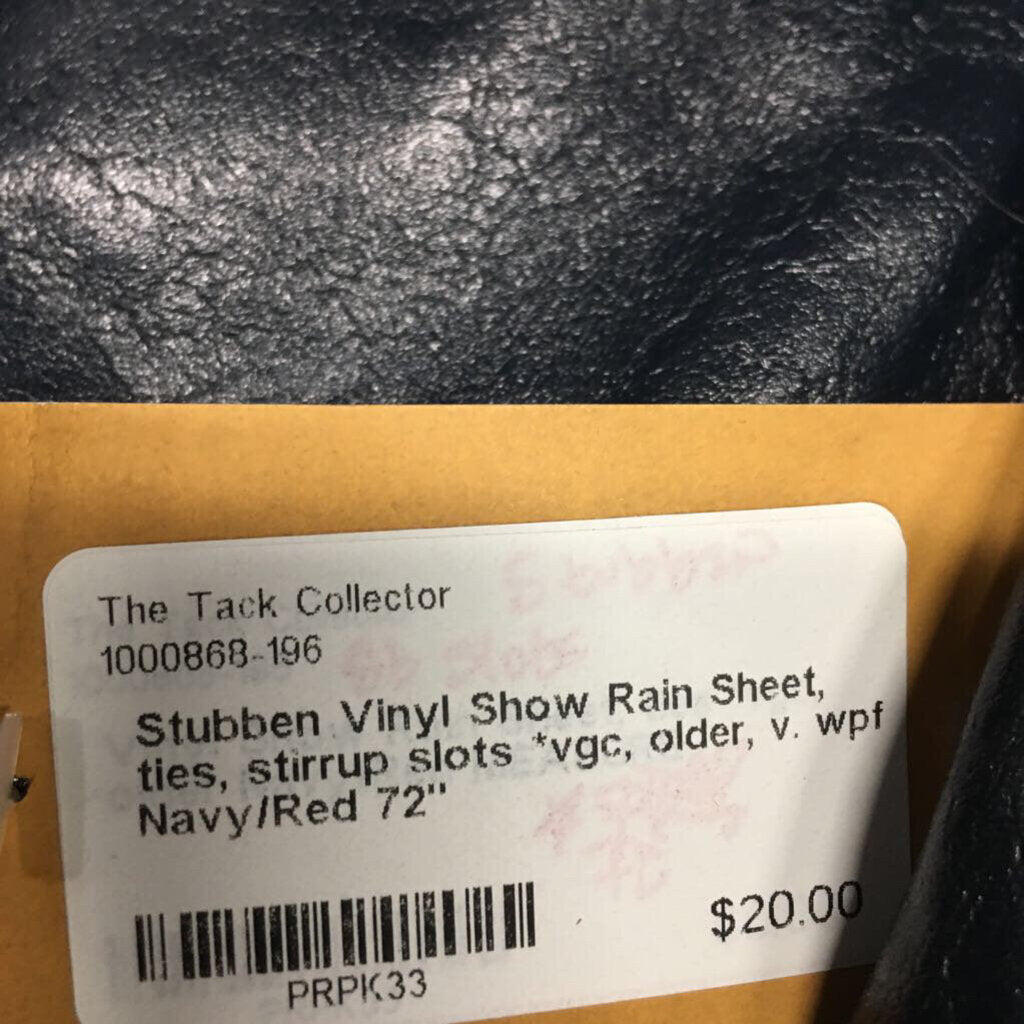 The Tack Collector
1000868-196
Stubben Vinyl Show Rain Sheet,
ties, stirrup slots *vgc, older, v. wpf
Navy/Red 72"
$20.00
PRPK33